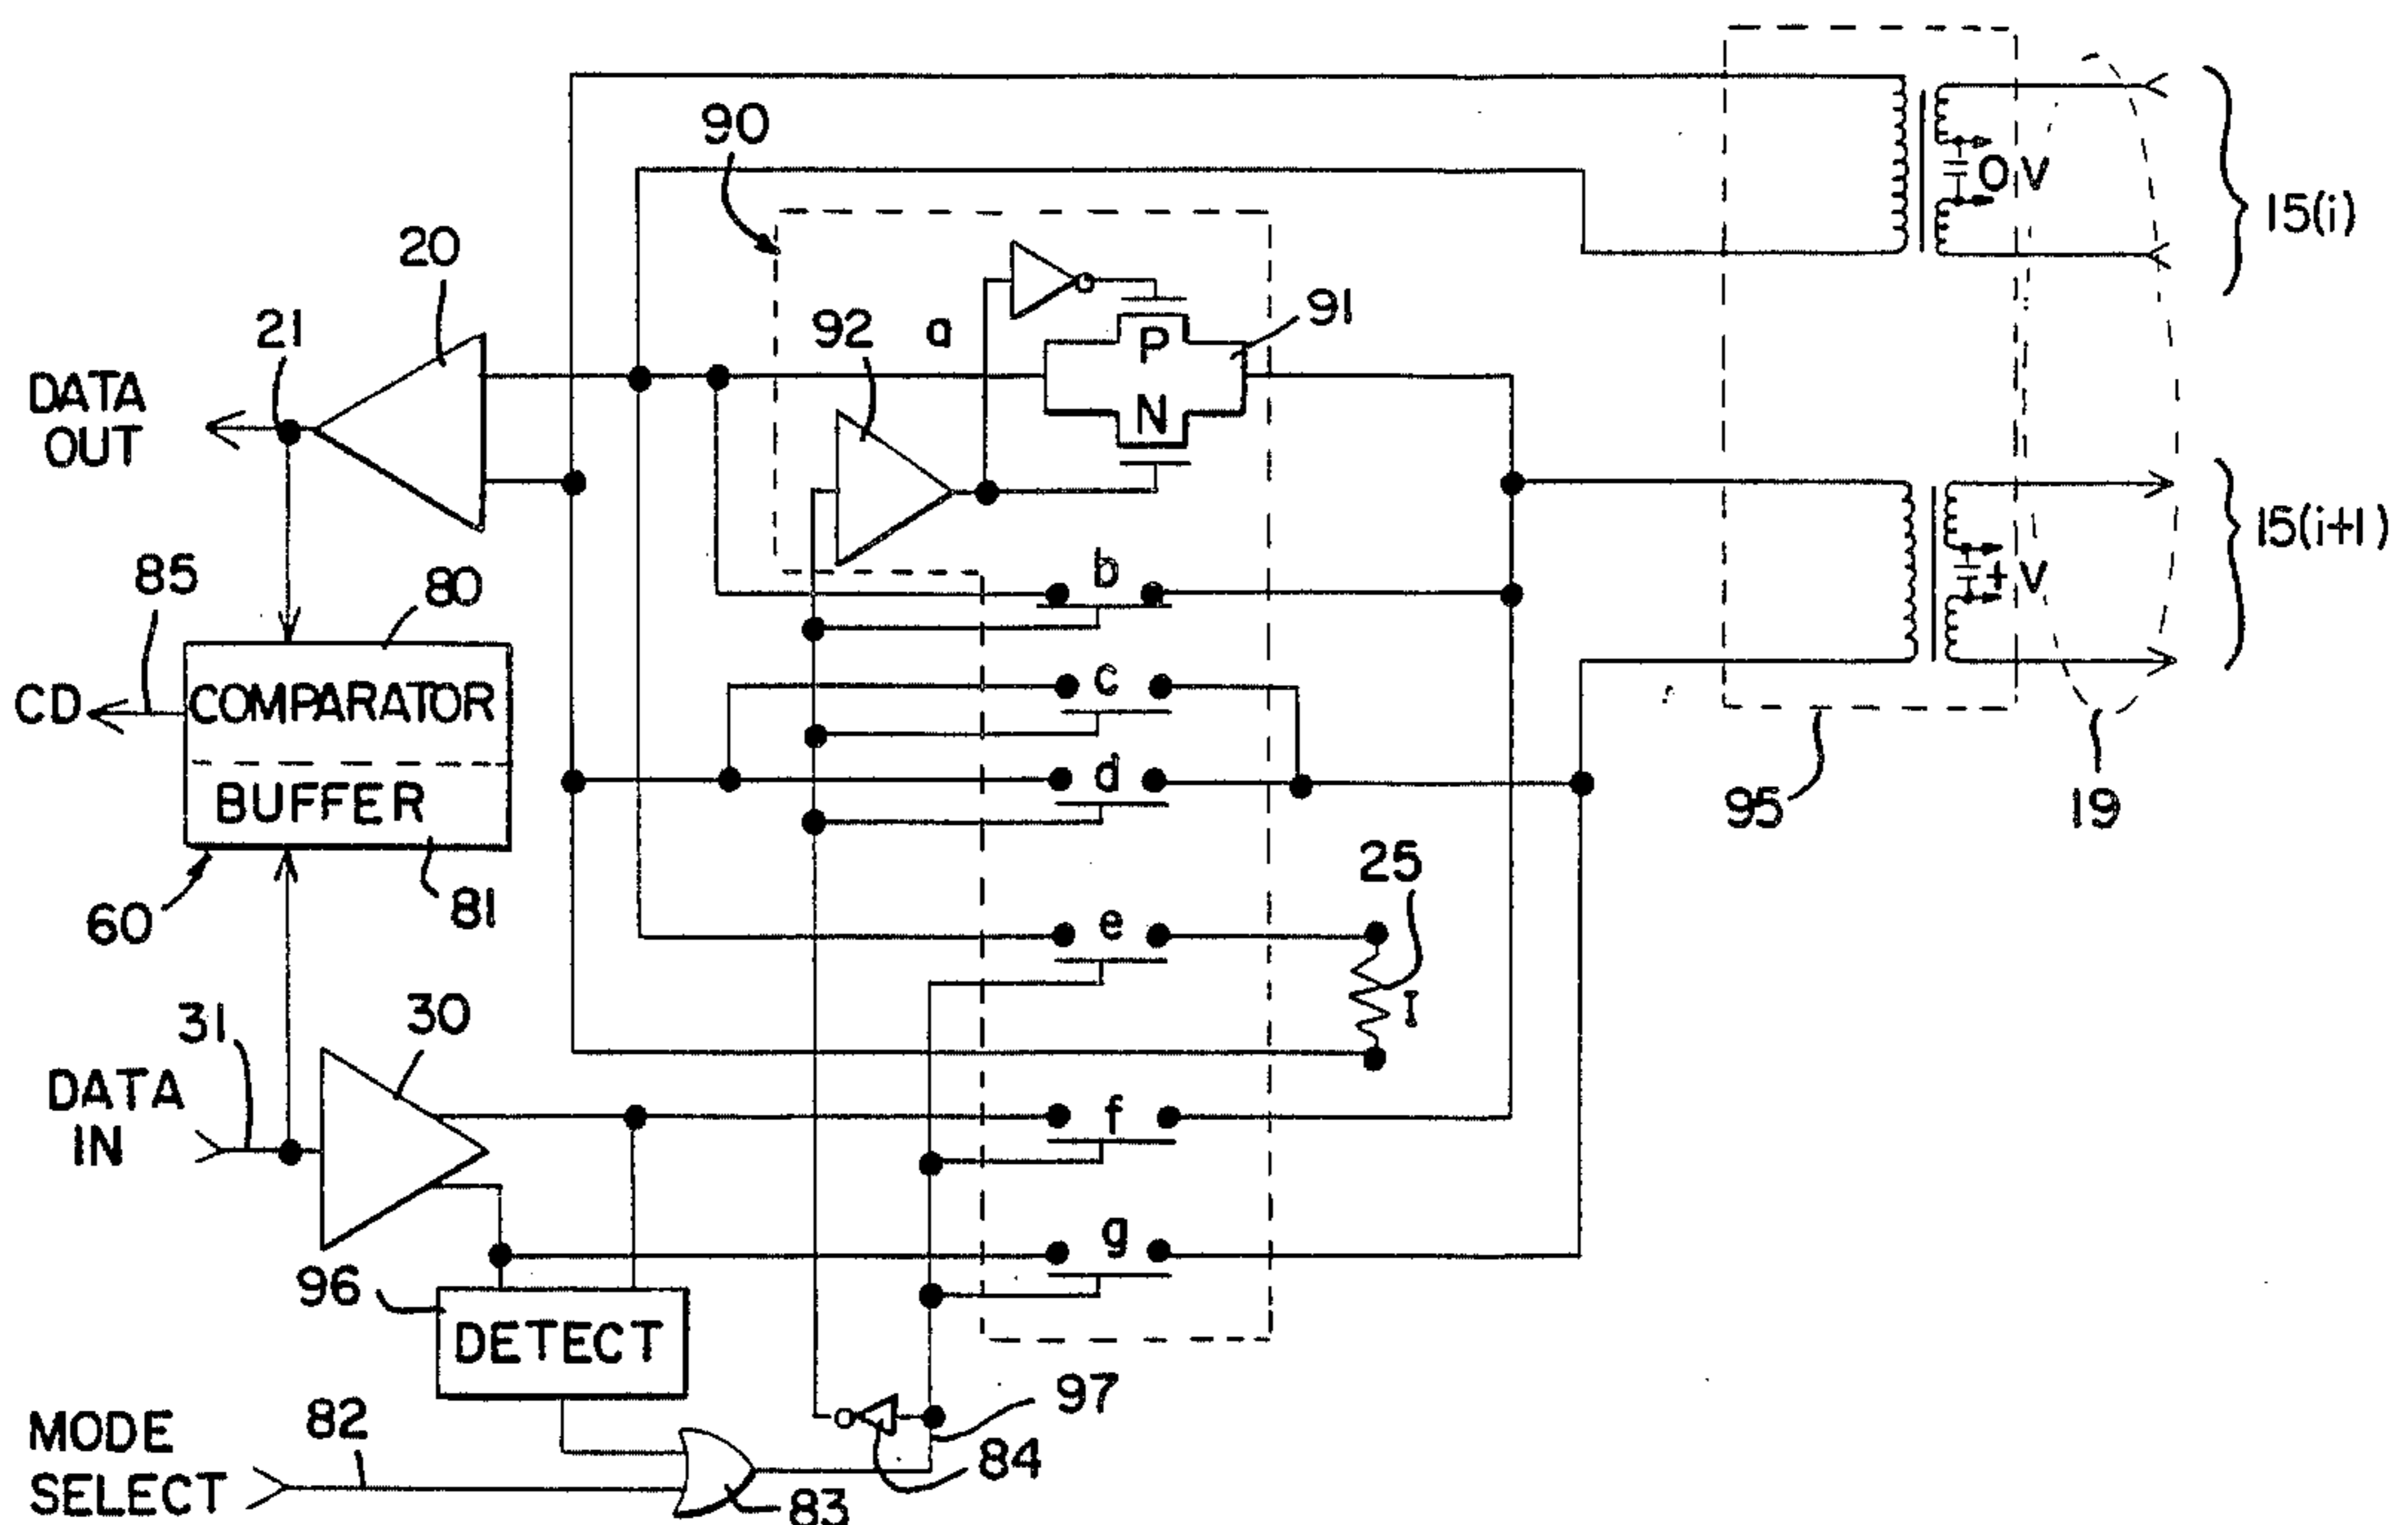 90
0 V
15(i)
20
92
a
91
21
P
DATA
OUT
N
15(i+1)
85
80
b
+V
CD
COMPARATOR
c
BUFFER
d
95
19
60
81
25
e
31
30
I
DATA
IN
f
g
96
DETECT
97
MODE
SELECT
82
84
83